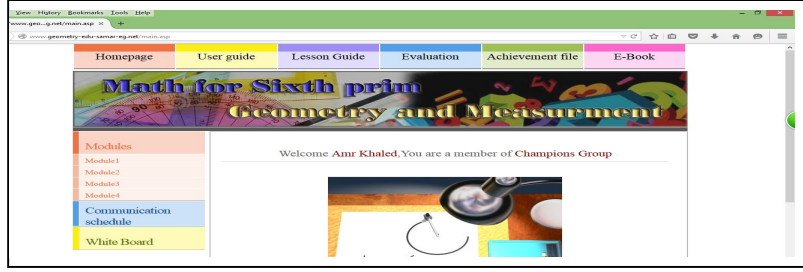 View History Bookmarks Tools Help
www.geo...g.net/main.asp × +
www.geometry-edu-samar-eg.net/main.asp
Homepage User guide Lesson Guide Evaluation Achievement file E-Book
Math for Sixth prim
Geometry and Measurment
Modules
Module1
Module2
Module3
Module4
Communication
schedule
White Board
Welcome Amr Khaled,You are a member of Champions Group